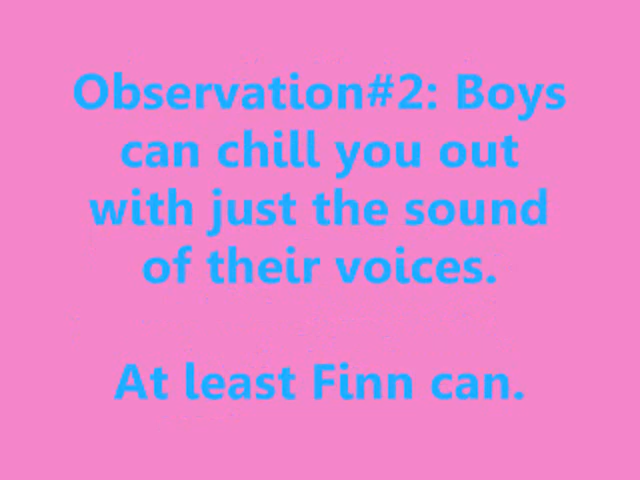 Observation#2: Boys
can chill you out
with just the sound
of their voices.
At least Finn can.